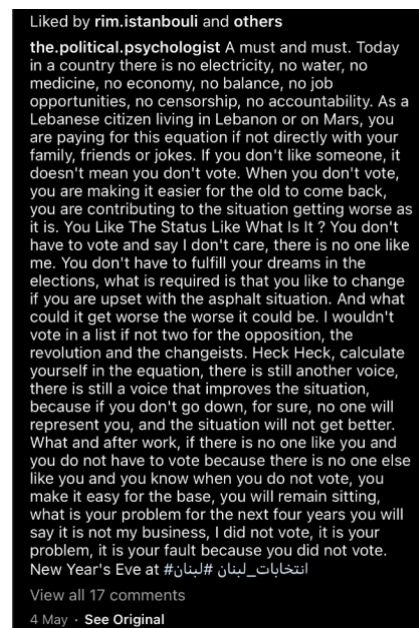 Liked by rim.istanbouli and others
the.political.psychologist A must and must. Today
in a country there is no electricity, no water, no
medicine, no economy, no balance, no job
opportunities, no censorship, no accountability. As a
Lebanese citizen living in Lebanon or on Mars, you
are paying for this equation if not directly with your
family, friends or jokes. If you don't like someone, it
doesn't mean you don't vote. When you don't vote,
you are making it easier for the old to come back,
you are contributing to the situation getting worse as
it is. You Like The Status Like What Is It ? You don't
have to vote and say I don't care, there is no one like
me. You don't have to fulfill your dreams in the
elections, what is required is that you like to change
if you are upset with the asphalt situation. And what
could it get worse the worse it could be. I wouldn't
vote in a list if not two for the opposition, the
revolution and the changeists. Heck Heck, calculate
yourself in the equation, there is still another voice,
there is still a voice that improves the situation,
because if you don't go down, for sure, no one will
represent you, and the situation will not get better.
What and after work, if there is no one like you and
you do not have to vote because there is no one else
like you and you know when you do not vote, you
make it easy for the base, you will remain sitting,
what is your problem for the next four years you will
say it is not my business, I did not vote, it is your
problem, it is your fault because you did not vote.
New Year's Eve at #انتخابات_لبنان #لبنان
View all 17 comments
4 May · See Original